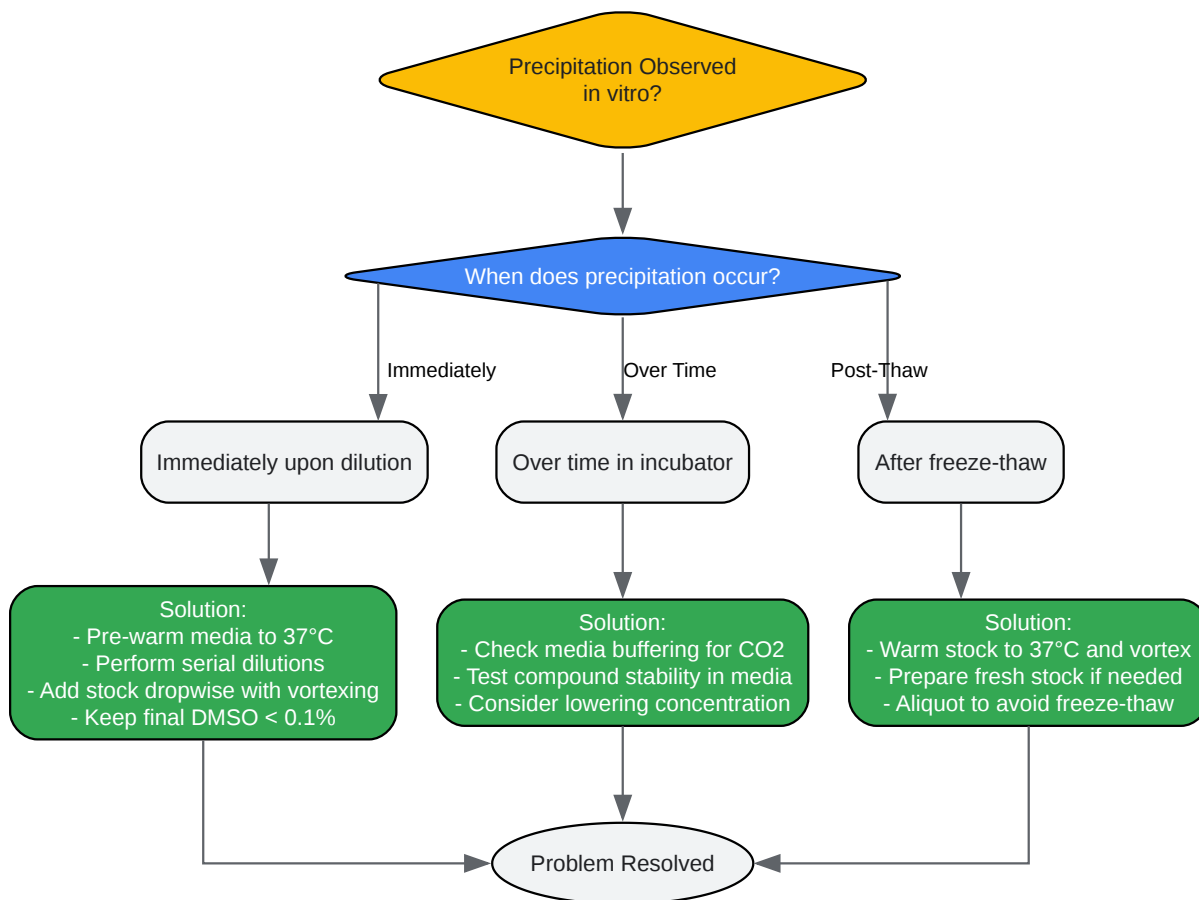 Precipitation Observed
in vitro?
When does precipitation occur?
Immediately
Over Time
Post-Thaw
Immediately upon dilution
Over time in incubator
After freeze-thaw
Solution:
- Pre-warm media to 37°C
- Perform serial dilutions
- Add stock dropwise with vortexing
- Keep final DMSO < 0.1%
Solution:
- Check media buffering for CO2
- Test compound stability in media
- Consider lowering concentration
Solution:
- Warm stock to 37°C and vortex
- Prepare fresh stock if needed
- Aliquot to avoid freeze-thaw
Problem Resolved